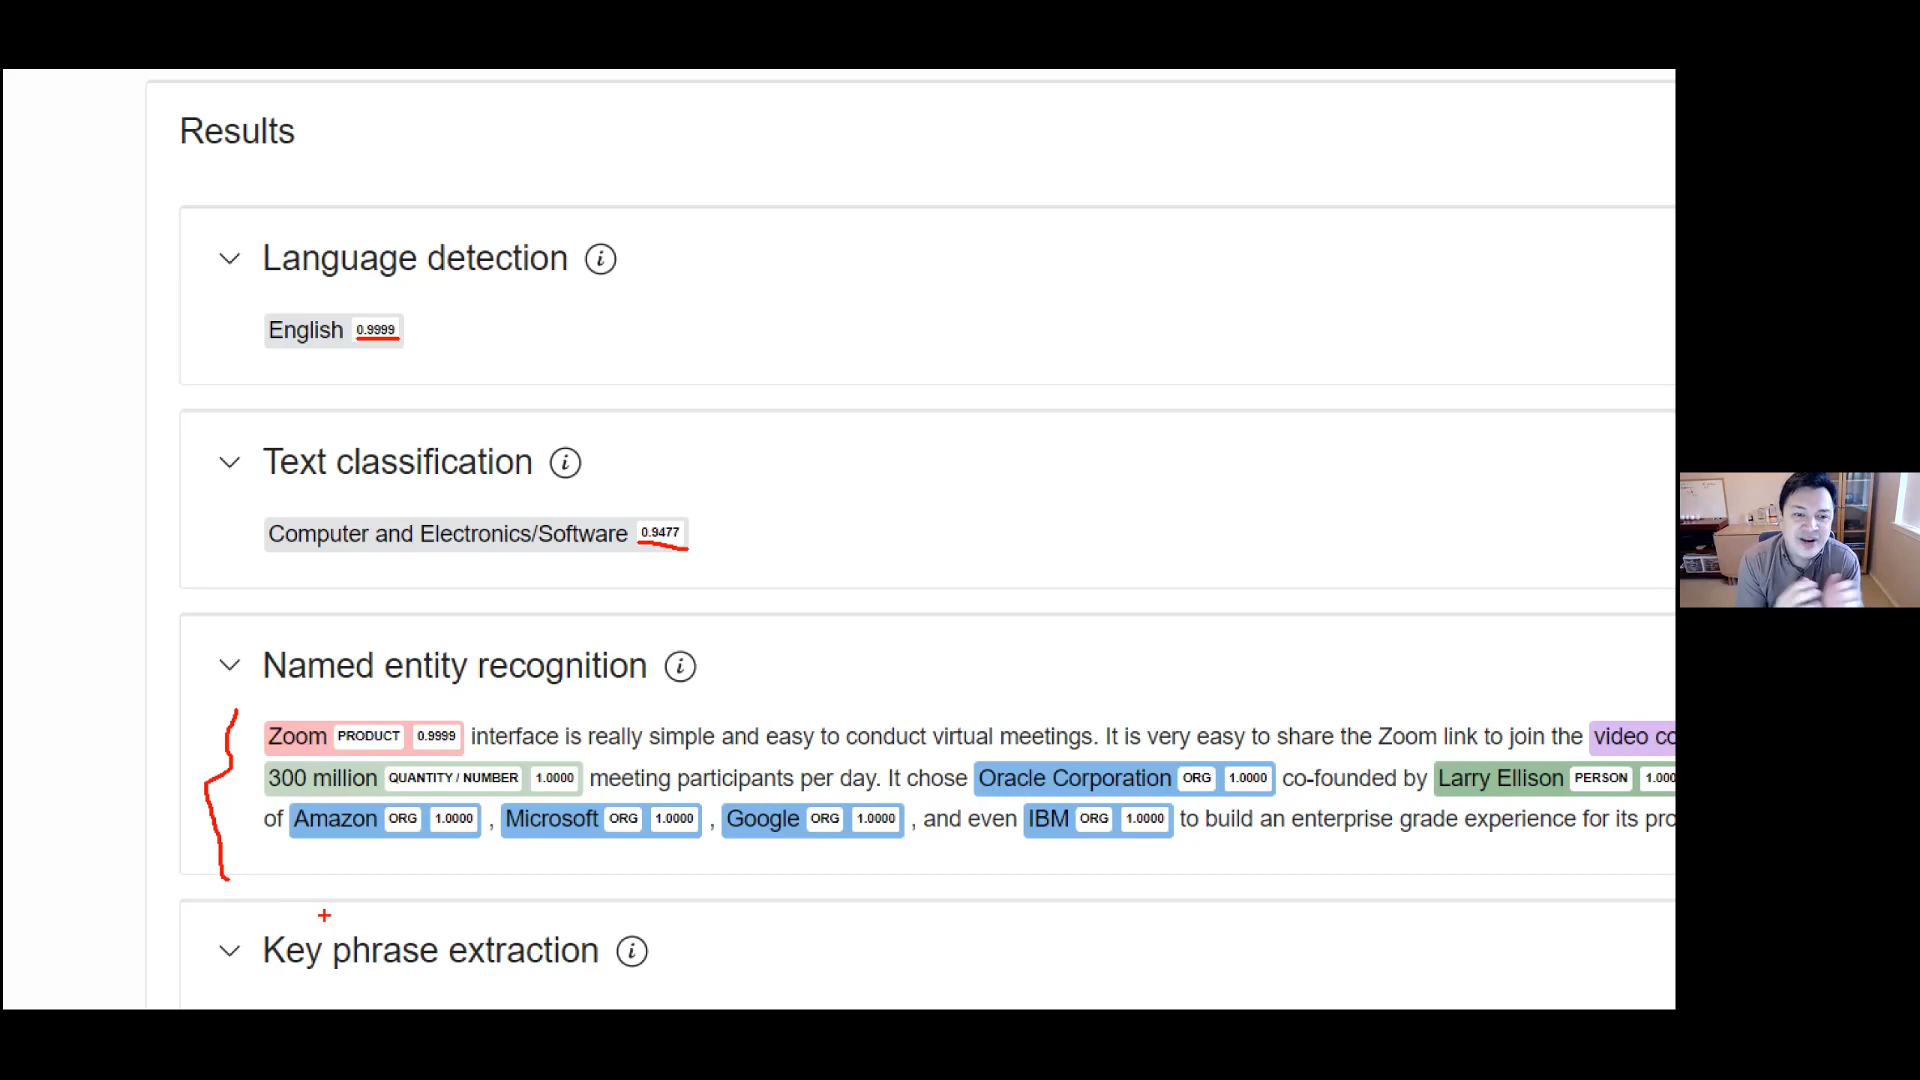 Results
Language detection
English 0.9999
Text classification
Computer and Electronics/Software 0.9477
Named entity recognition
Zoom PRODUCT 0.9999 interface is really simple and easy to conduct virtual meetings. It is very easy to share the Zoom link to join the video co
300 million QUANTITY / NUMBER 1.0000 meeting participants per day. It chose Oracle Corporation ORG 1.0000 co-founded by Larry Ellison PERSON 1.000
of Amazon ORG 1.0000 , Microsoft ORG 1.0000 , Google ORG 1.0000 , and even IBM ORG 1.0000 to build an enterprise grade experience for its pro
Key phrase extraction